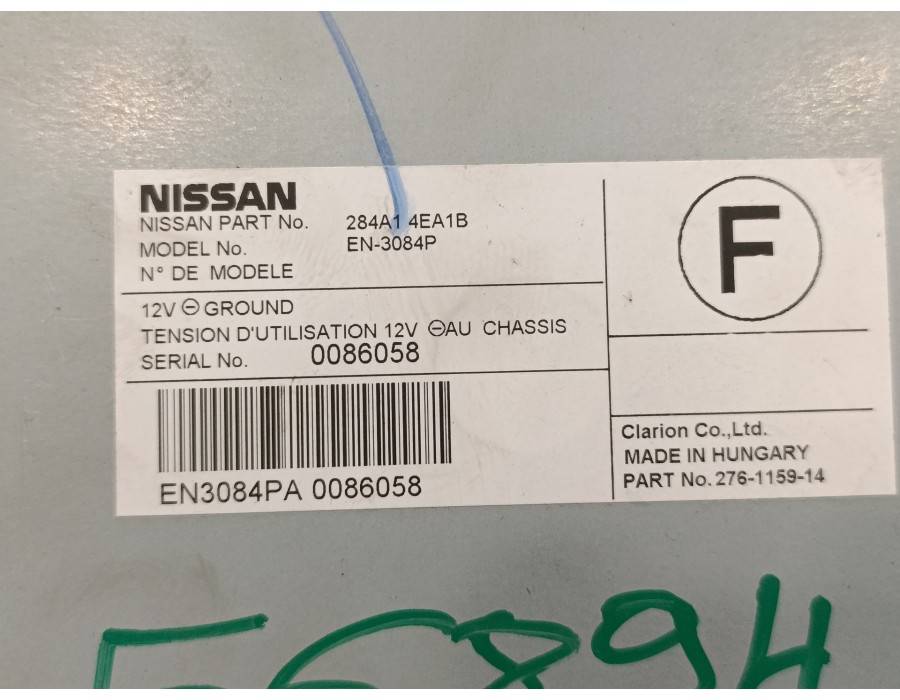 NISSAN
NISSAN PART No. 284A1 4EA1B
MODEL No. EN-3084P
N° DE MODELE
12V ⊖ GROUND
TENSION D'UTILISATION 12V ⊖AU CHASSIS
SERIAL No. 0086058
EN3084PA 0086058
F
Clarion Co.,Ltd.
MADE IN HUNGARY
PART No. 276-1159-14